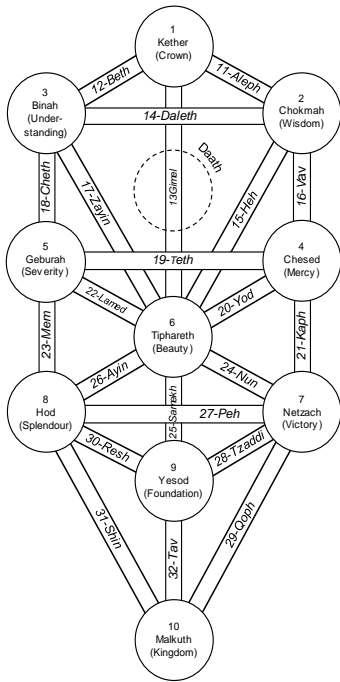 1
Kether
(Crown)
12-Beth
11-Aleph
3
Binah
(Under-
standing)
2
Chokmah
(Wisdom)
14-Daleth
Daath
13Gimel
18-Cheth
17-Zayin
15-Heh
16-Vav
5
Geburah
(Severity)
4
Chesed
(Mercy)
19-Teth
22-Lamed
20-Yod
6
Tiphareth
(Beauty)
23-Mem
21-Kaph
26-Ayin
24-Nun
8
Hod
(Splendour)
7
Netzach
(Victory)
25-Samekh
27-Peh
30-Resh
28-Tzaddi
9
Yesod
(Foundation)
31-Shin
32-Tav
29-Qoph
10
Malkuth
(Kingdom)